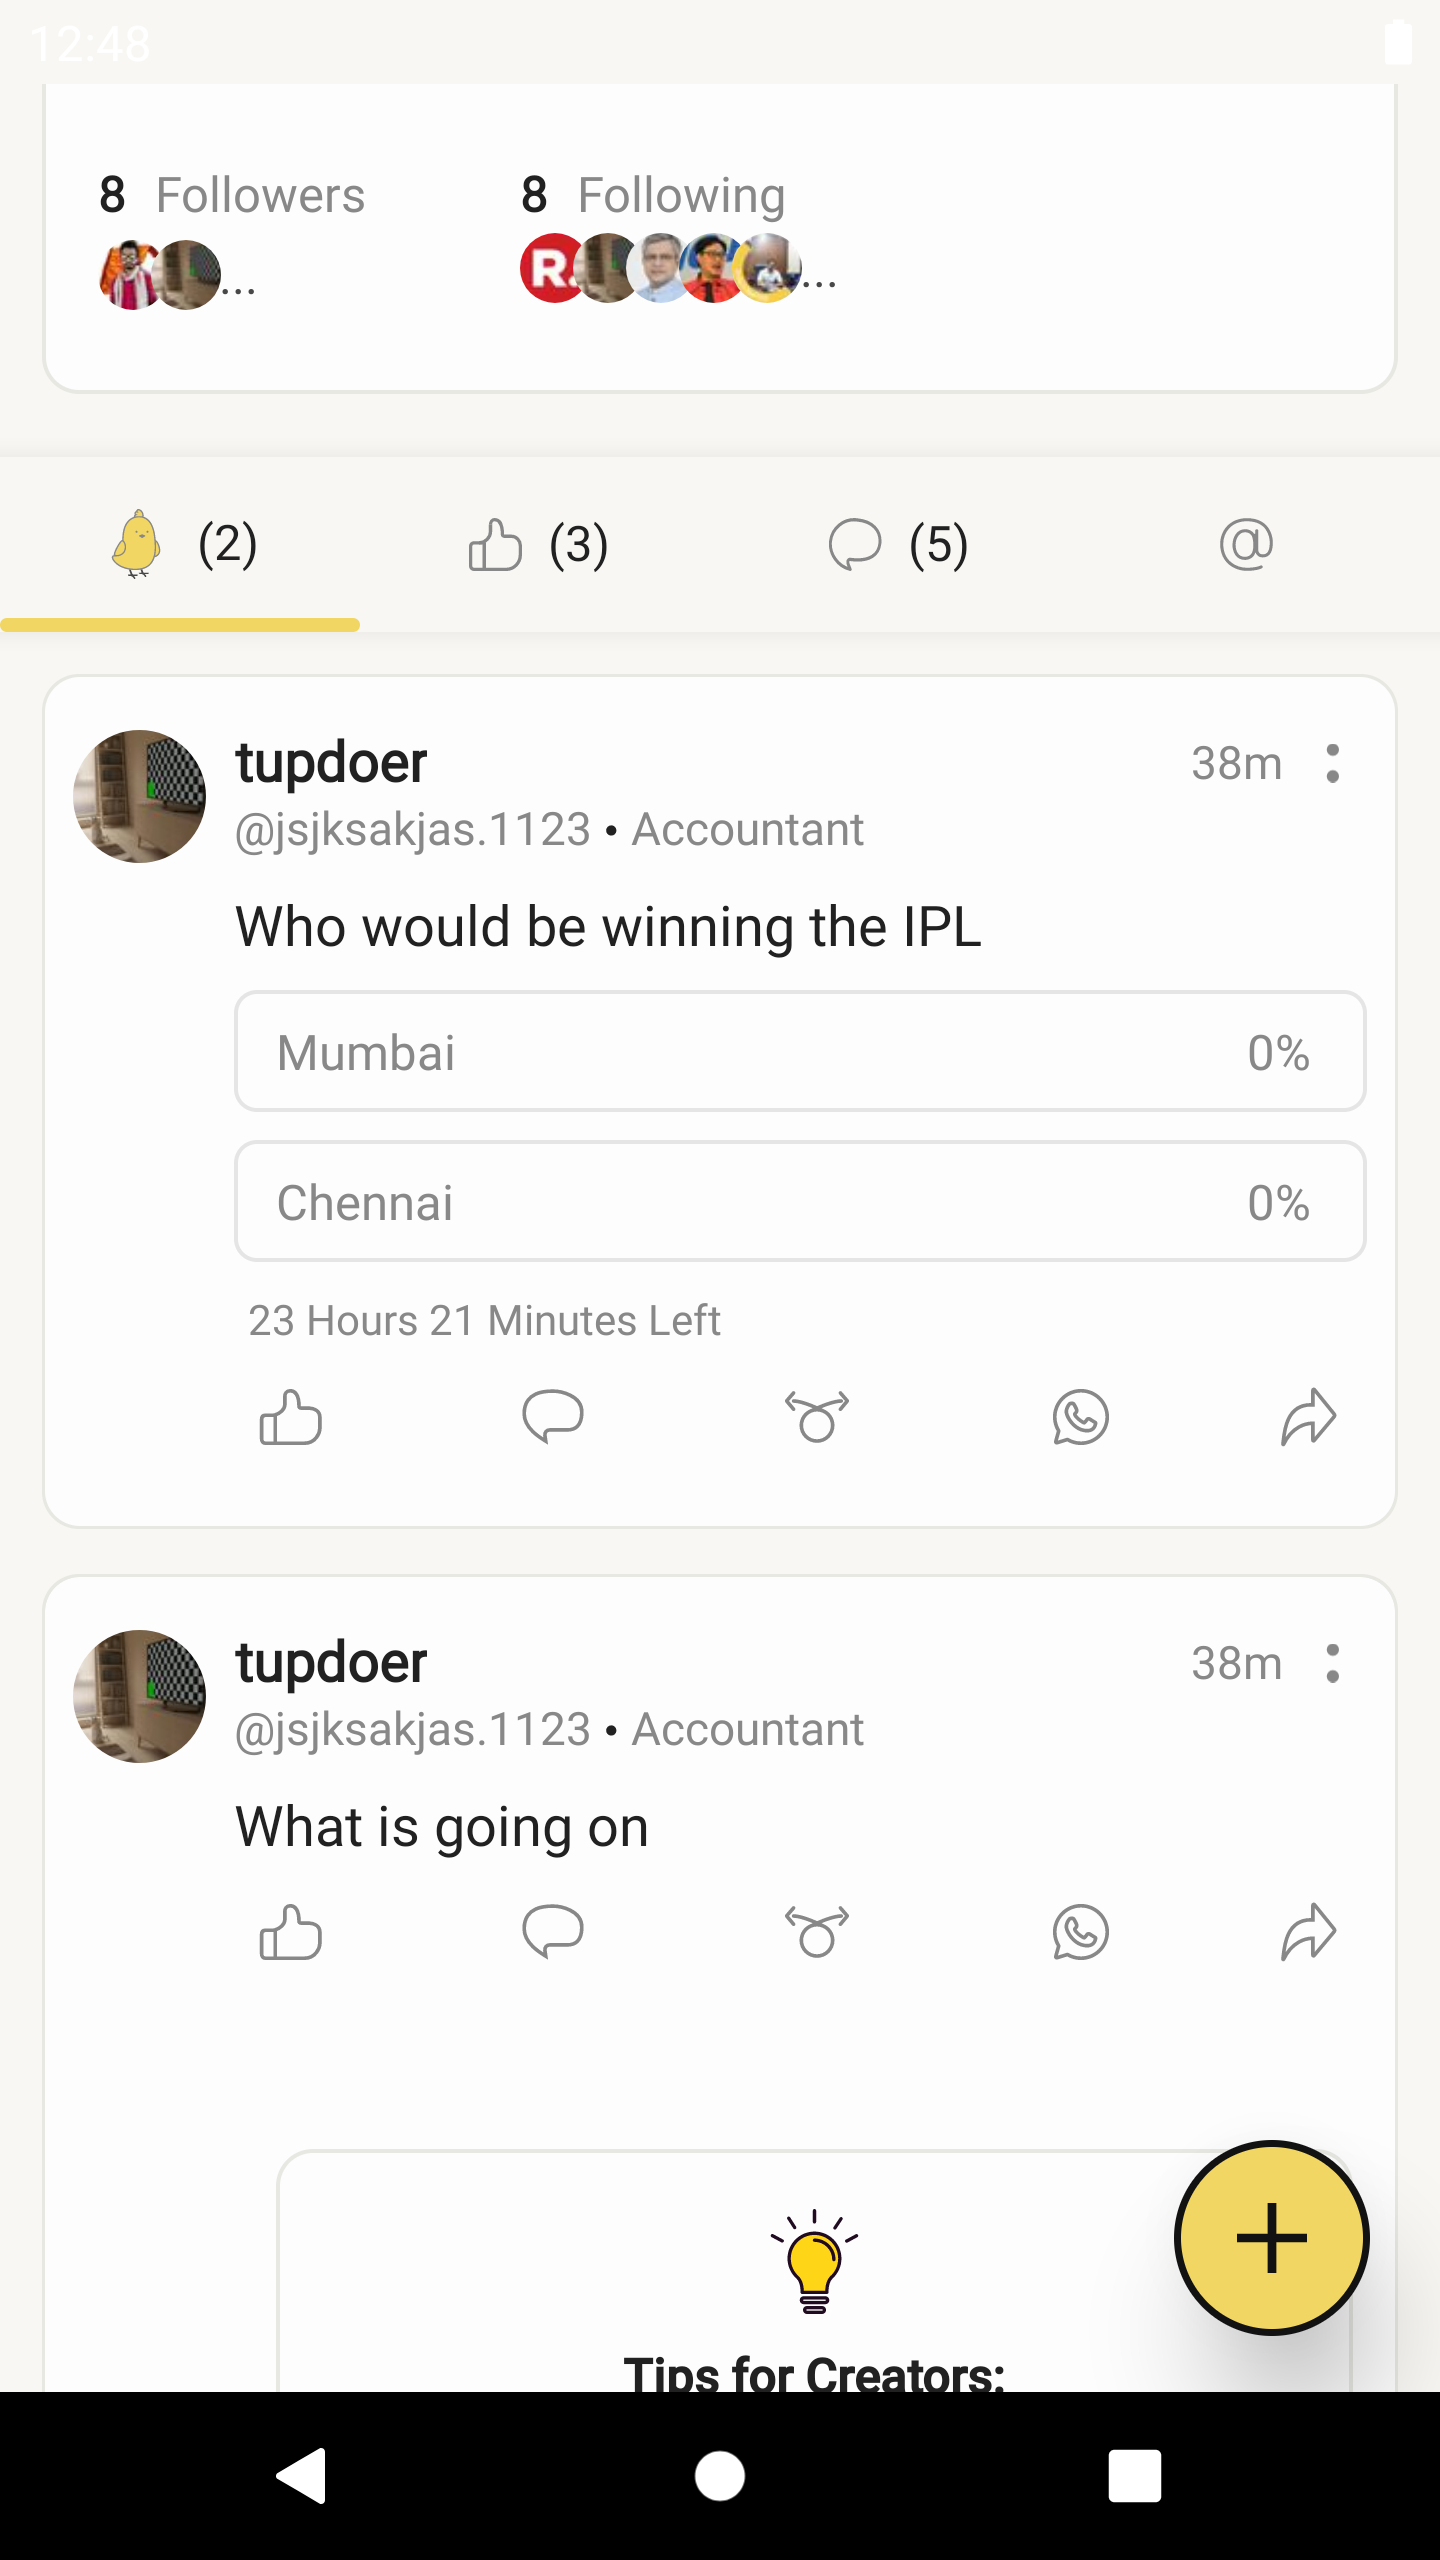 12:48
8 Followers
8 Following
R.
...
...
(2)
(3)
(5)
@
tupdoer
38m
@jsjksakjas.1123 • Accountant
Who would be winning the IPL
Mumbai 0%
Chennai 0%
23 Hours 21 Minutes Left
tupdoer
38m
@jsjksakjas.1123 • Accountant
What is going on
Tips for Creators: